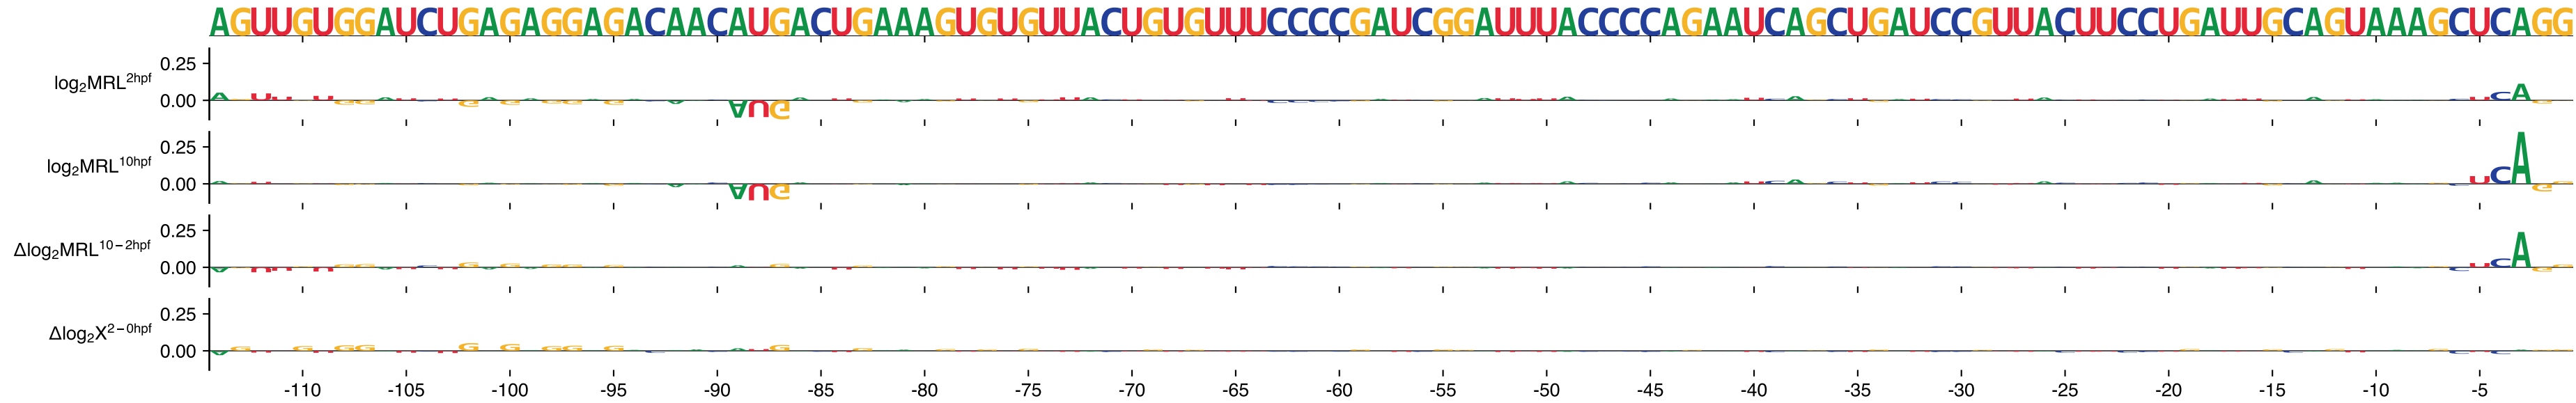 AGUUGUGGAUCUGAGAGGAGACAACAUGACUGAAAGUGUGUUACUGUGUUUCCCCGAUCGGAUUUACCCCAGAAUCAGCUGAUCCGUUACUUCCUGAUUGCAGUAAAGCUCAGG
log₂MRL²ʰᵖᶠ 0.25 0.00 A U AUG C A
log₂MRL¹⁰ʰᵖᶠ 0.25 0.00 AUG U C A G
Δlog₂MRL¹⁰⁻²ʰᵖᶠ 0.25 0.00 C A
Δlog₂X²⁻⁰ʰᵖᶠ 0.25 0.00
-110 -105 -100 -95 -90 -85 -80 -75 -70 -65 -60 -55 -50 -45 -40 -35 -30 -25 -20 -15 -10 -5